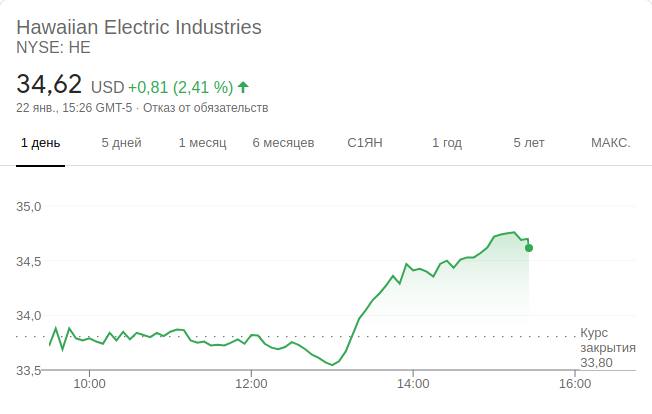 Hawaiian Electric Industries
NYSE: HE
34,62 USD +0,81 (2,41 %)
22 янв., 15:26 GMT-5 · Отказ от обязательств
1 день 5 дней 1 месяц 6 месяцев С1ЯН 1 год 5 лет МАКС.
35,0
34,5
34,0
33,5
Курс
закрытия
33,80
10:00 12:00 14:00 16:00